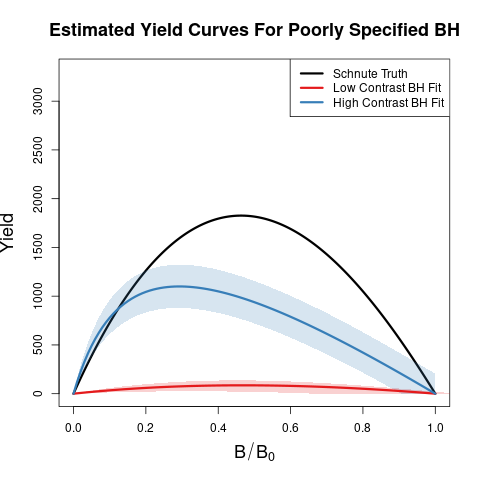 Estimated Yield Curves For Poorly Specified BH
Schnute Truth
Low Contrast BH Fit
High Contrast BH Fit
Yield
3000
2500
2000
1500
1000
500
0
0.0 0.2 0.4 0.6 0.8 1.0
B/B₀